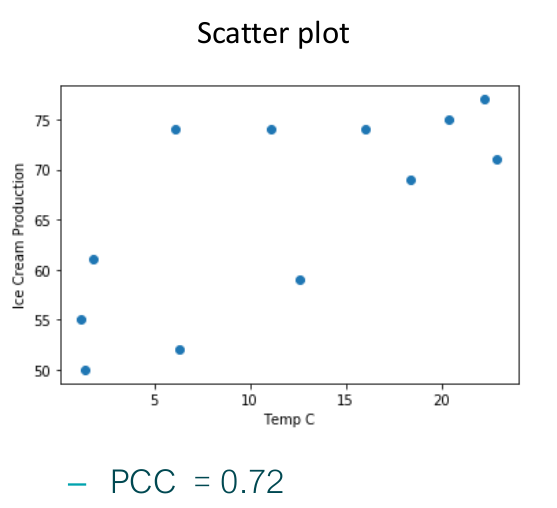 Scatter plot
75
70
65
60
55
50
Ice Cream Production
5 10 15 20
Temp C
– PCC = 0.72